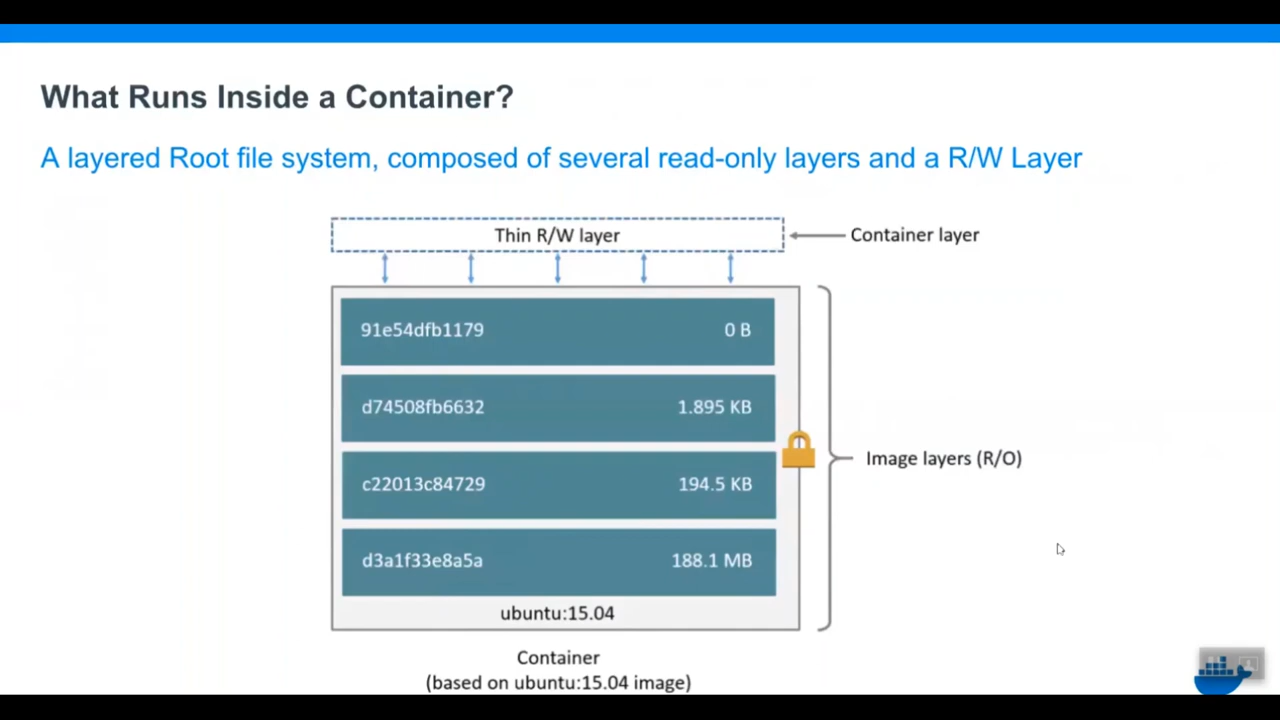 What Runs Inside a Container?
A layered Root file system, composed of several read-only layers and a R/W Layer
Thin R/W layer
Container layer
91e54dfb1179 0 B
d74508fb6632 1.895 KB
c22013c84729 194.5 KB
Image layers (R/O)
d3a1f33e8a5a 188.1 MB
ubuntu:15.04
Container
(based on ubuntu:15.04 image)